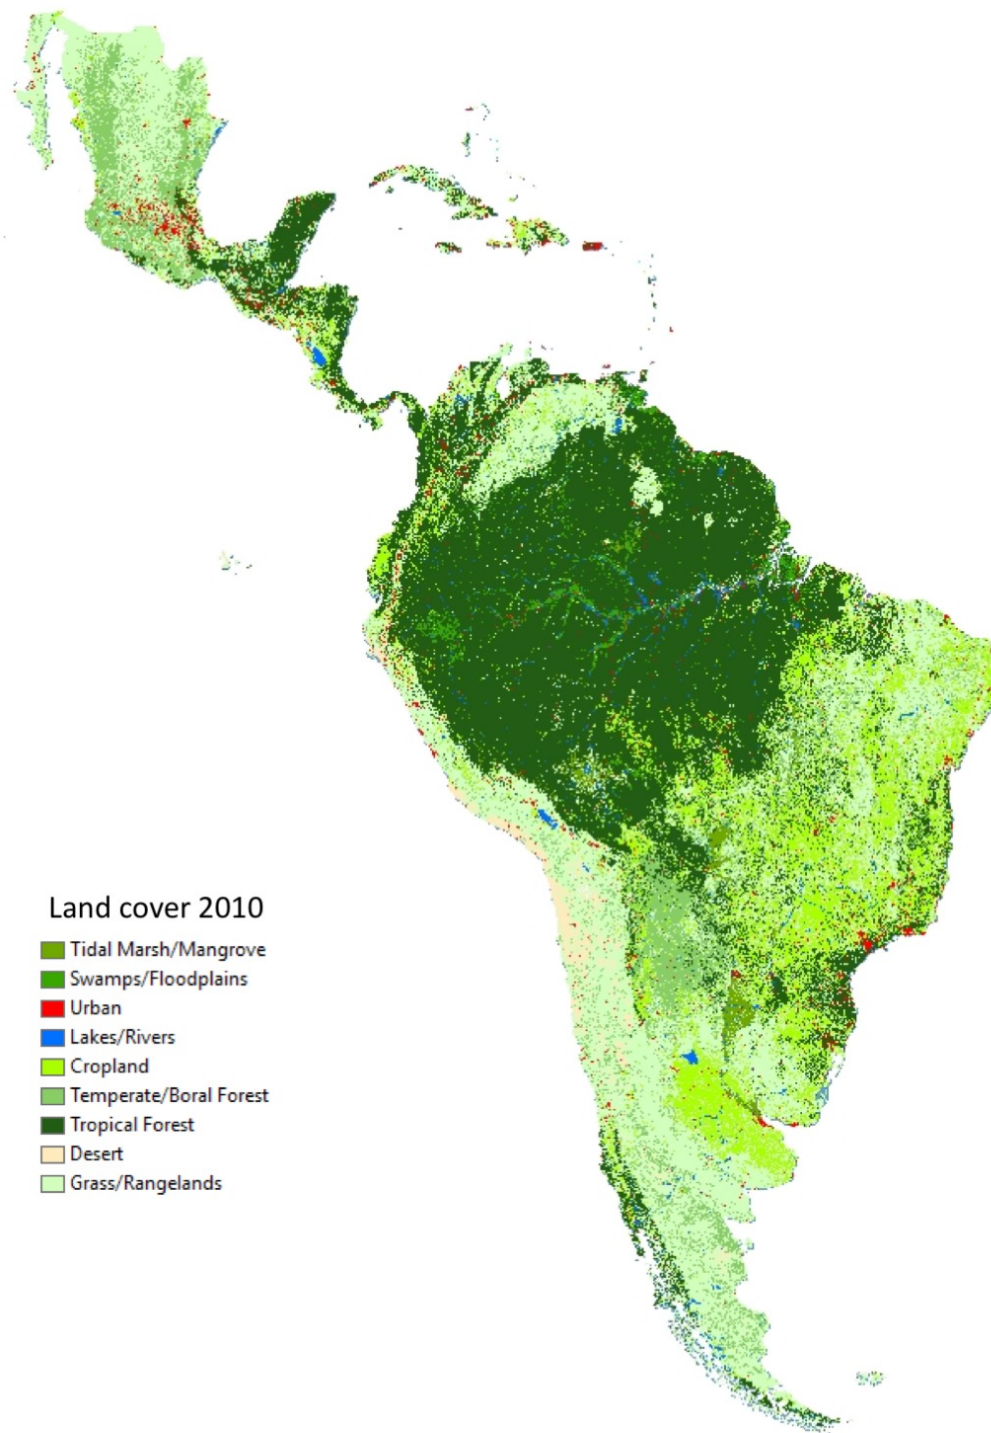 Land cover 2010
Tidal Marsh/Mangrove
Swamps/Floodplains
Urban
Lakes/Rivers
Cropland
Temperate/Boral Forest
Tropical Forest
Desert
Grass/Rangelands